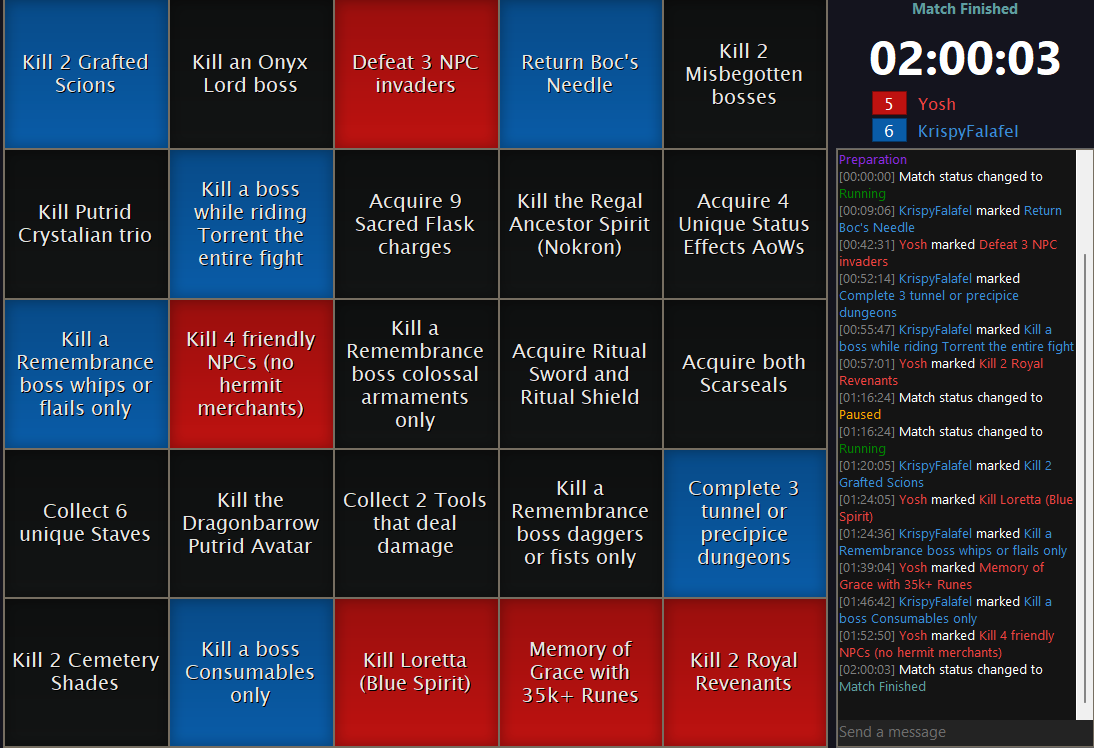 Kill 2 Grafted
Scions
Kill an Onyx
Lord boss
Defeat 3 NPC
invaders
Return Boc's
Needle
Kill 2
Misbegotten
bosses
Kill Putrid
Crystalian trio
Kill a boss
while riding
Torrent the
entire fight
Acquire 9
Sacred Flask
charges
Kill the Regal
Ancestor Spirit
(Nokron)
Acquire 4
Unique Status
Effects AoWs
Kill a
Remembrance
boss whips or
flails only
Kill 4 friendly
NPCs (no
hermit
merchants)
Kill a
Remembrance
boss colossal
armaments
only
Acquire Ritual
Sword and
Ritual Shield
Acquire both
Scarseals
Collect 6
unique Staves
Kill the
Dragonbarrow
Putrid Avatar
Collect 2 Tools
that deal
damage
Kill a
Remembrance
boss daggers
or fists only
Complete 3
tunnel or
precipice
dungeons
Kill 2 Cemetery
Shades
Kill a boss
Consumables
only
Kill Loretta
(Blue Spirit)
Memory of
Grace with
35k+ Runes
Kill 2 Royal
Revenants
Match Finished
02:00:03
5 Yosh
6 KrispyFalafel
Preparation
[00:00:00] Match status changed to
Running
[00:09:06] KrispyFalafel marked Return
Boc's Needle
[00:42:31] Yosh marked Defeat 3 NPC
invaders
[00:52:14] KrispyFalafel marked
Complete 3 tunnel or precipice
dungeons
[00:55:47] KrispyFalafel marked Kill a
boss while riding Torrent the entire fight
[00:57:01] Yosh marked Kill 2 Royal
Revenants
[01:16:24] Match status changed to
Paused
[01:16:24] Match status changed to
Running
[01:20:05] KrispyFalafel marked Kill 2
Grafted Scions
[01:24:05] Yosh marked Kill Loretta (Blue
Spirit)
[01:24:36] KrispyFalafel marked Kill a
Remembrance boss whips or flails only
[01:39:04] Yosh marked Memory of
Grace with 35k+ Runes
[01:46:42] KrispyFalafel marked Kill a
boss Consumables only
[01:52:50] Yosh marked Kill 4 friendly
NPCs (no hermit merchants)
[02:00:03] Match status changed to
Match Finished
Send a message